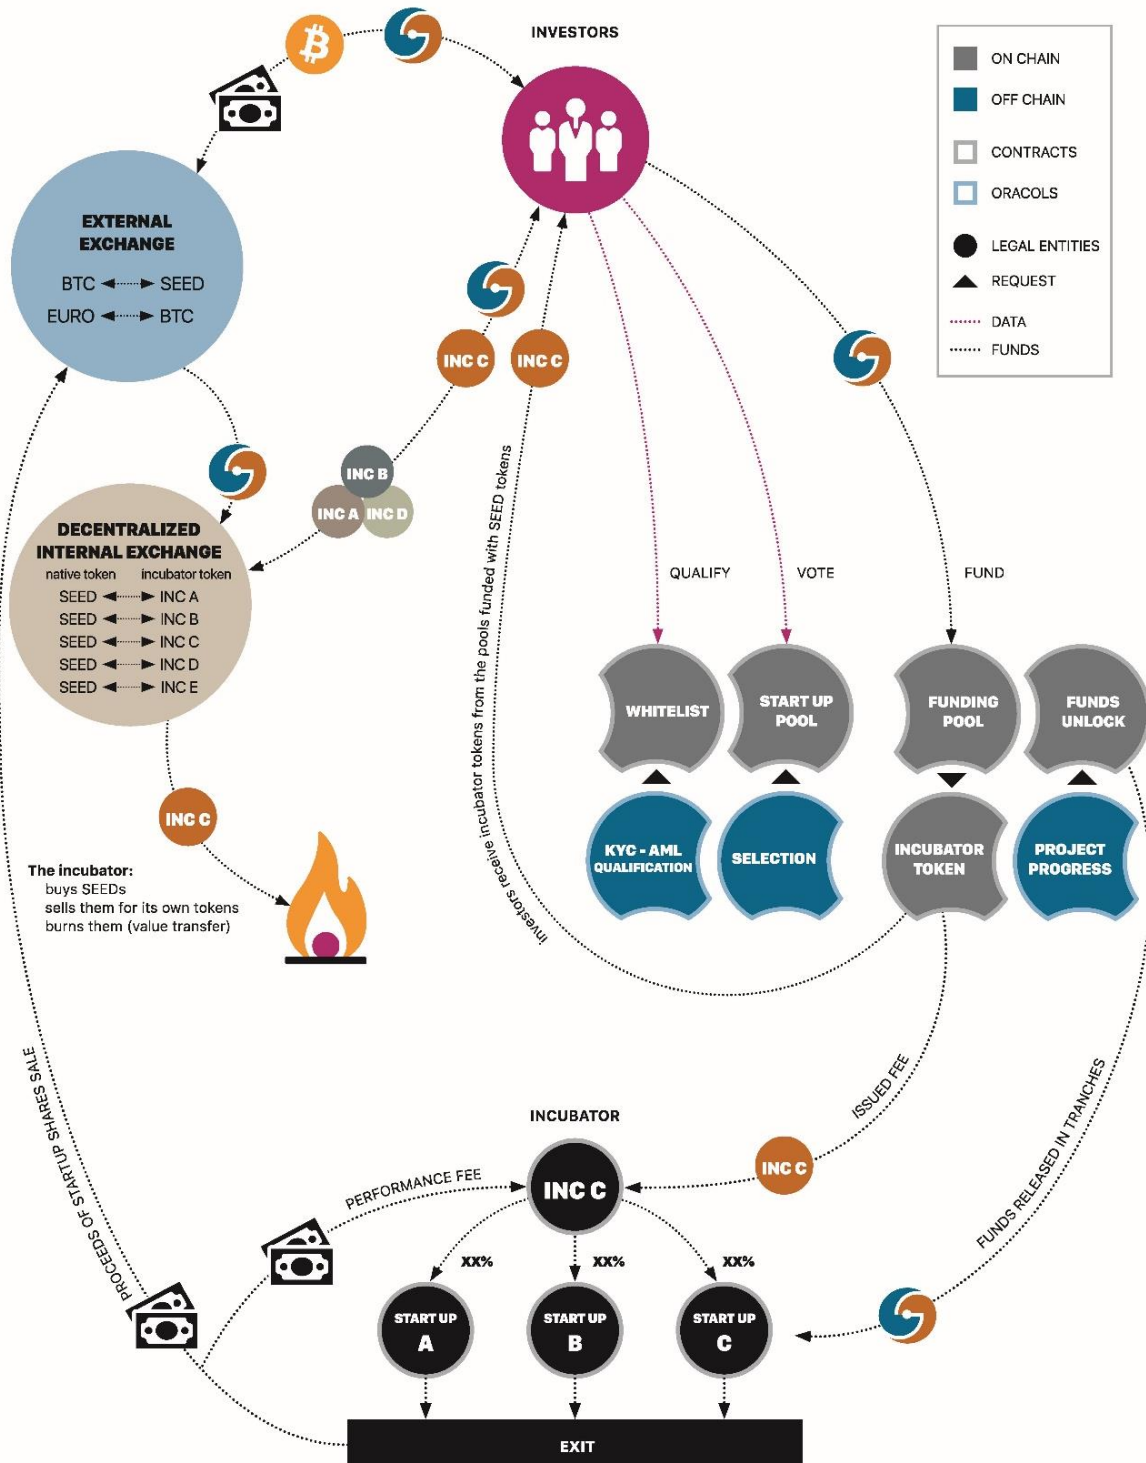 INVESTORS
ON CHAIN
OFF CHAIN
CONTRACTS
ORACOLS
LEGAL ENTITIES
REQUEST
DATA
FUNDS
EXTERNAL
EXCHANGE
BTC SEED
EURO BTC
INC C
INC C
INC B
INC A
INC D
DECENTRALIZED
INTERNAL EXCHANGE
native token incubator token
SEED INC A
SEED INC B
SEED INC C
SEED INC D
SEED INC E
investors receive incubator tokens from the pools funded with SEED tokens
QUALIFY
VOTE
FUND
WHITELIST
START UP
POOL
FUNDING
POOL
FUNDS
UNLOCK
KYC - AML
QUALIFICATION
SELECTION
INCUBATOR
TOKEN
PROJECT
PROGRESS
INC C
The incubator:
buys SEEDs
sells them for its own tokens
burns them (value transfer)
PROCEEDS OF STARTUP SHARES SALE
ISSUED FEE
FUNDS RELEASED IN TRANCHES
INCUBATOR
INC C
INC C
PERFORMANCE FEE
XX%
XX%
XX%
START UP
A
START UP
B
START UP
C
EXIT